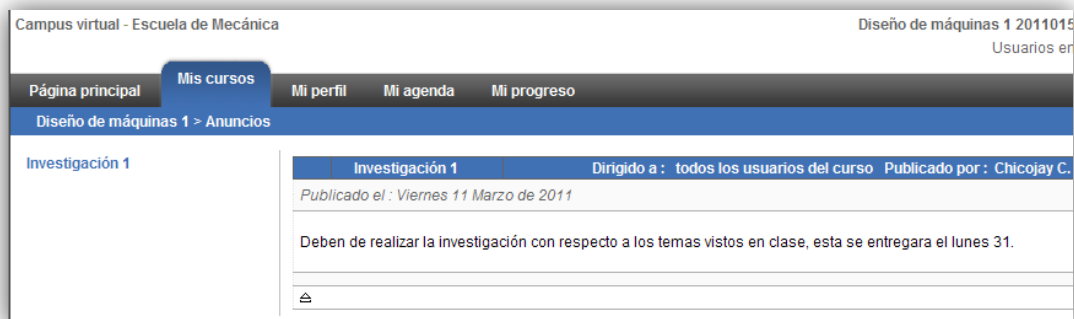 Campus virtual - Escuela de Mecánica
Diseño de máquinas 1 2011015
Usuarios en
Página principal Mis cursos Mi perfil Mi agenda Mi progreso
Diseño de máquinas 1 > Anuncios
Investigación 1
Investigación 1 Dirigido a : todos los usuarios del curso Publicado por : Chicojay C.
Publicado el : Viernes 11 Marzo de 2011
Deben de realizar la investigación con respecto a los temas vistos en clase, esta se entregara el lunes 31.